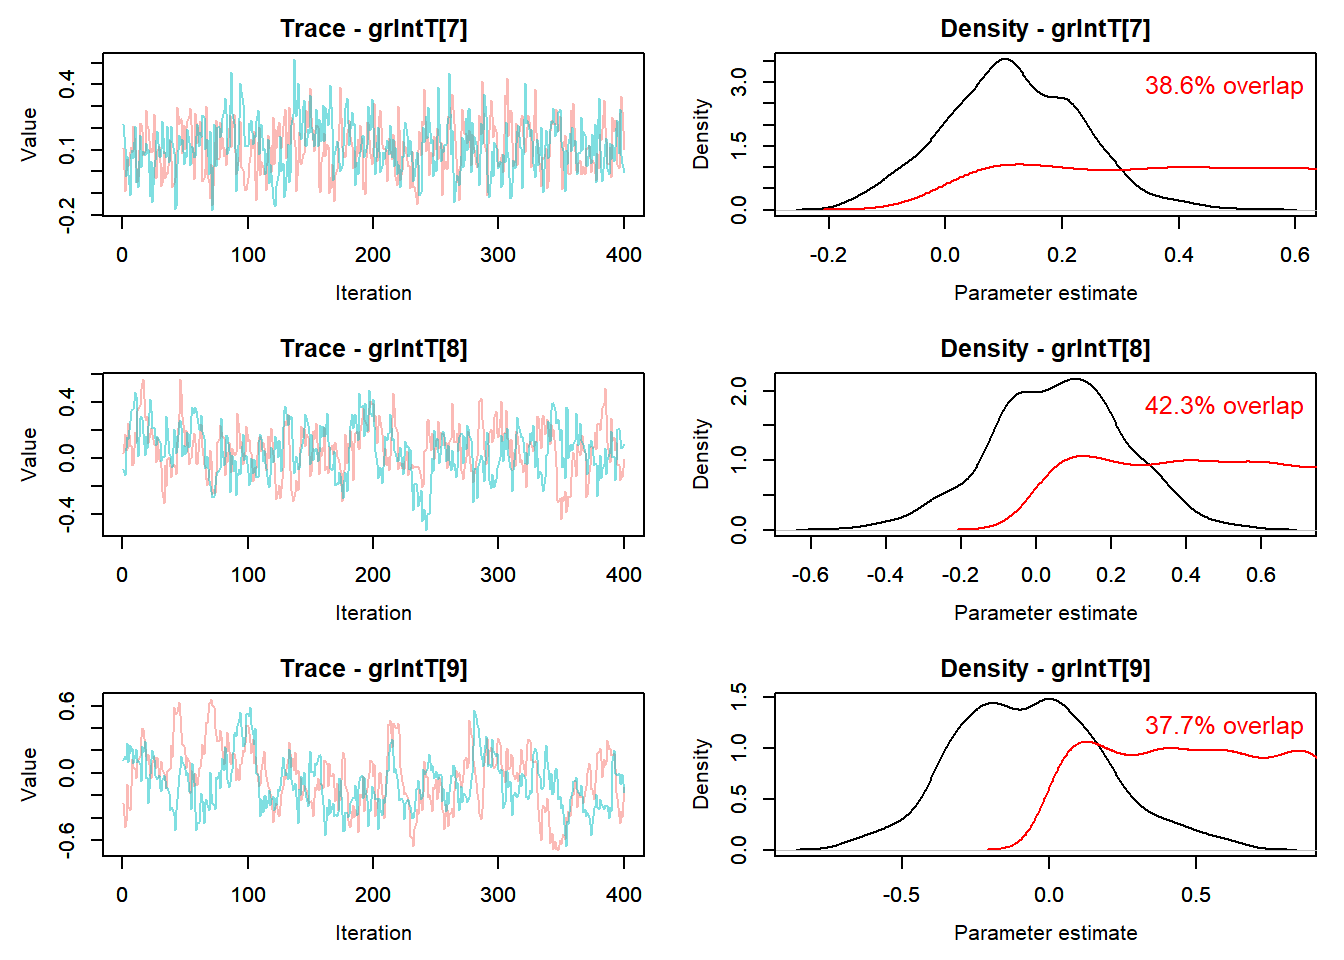 Trace - grIntT[7]
Value
-0.2
0.1
0.4
0
100
200
300
400
Iteration
Density - grIntT[7]
38.6% overlap
Density
0.0
1.5
3.0
-0.2
0.0
0.2
0.4
0.6
Parameter estimate
Trace - grIntT[8]
Value
-0.4
0.0
0.4
0
100
200
300
400
Iteration
Density - grIntT[8]
42.3% overlap
Density
0.0
1.0
2.0
-0.6
-0.4
-0.2
0.0
0.2
0.4
0.6
Parameter estimate
Trace - grIntT[9]
Value
-0.6
0.0
0.6
0
100
200
300
400
Iteration
Density - grIntT[9]
37.7% overlap
Density
0.0
0.5
1.0
1.5
-0.5
0.0
0.5
Parameter estimate